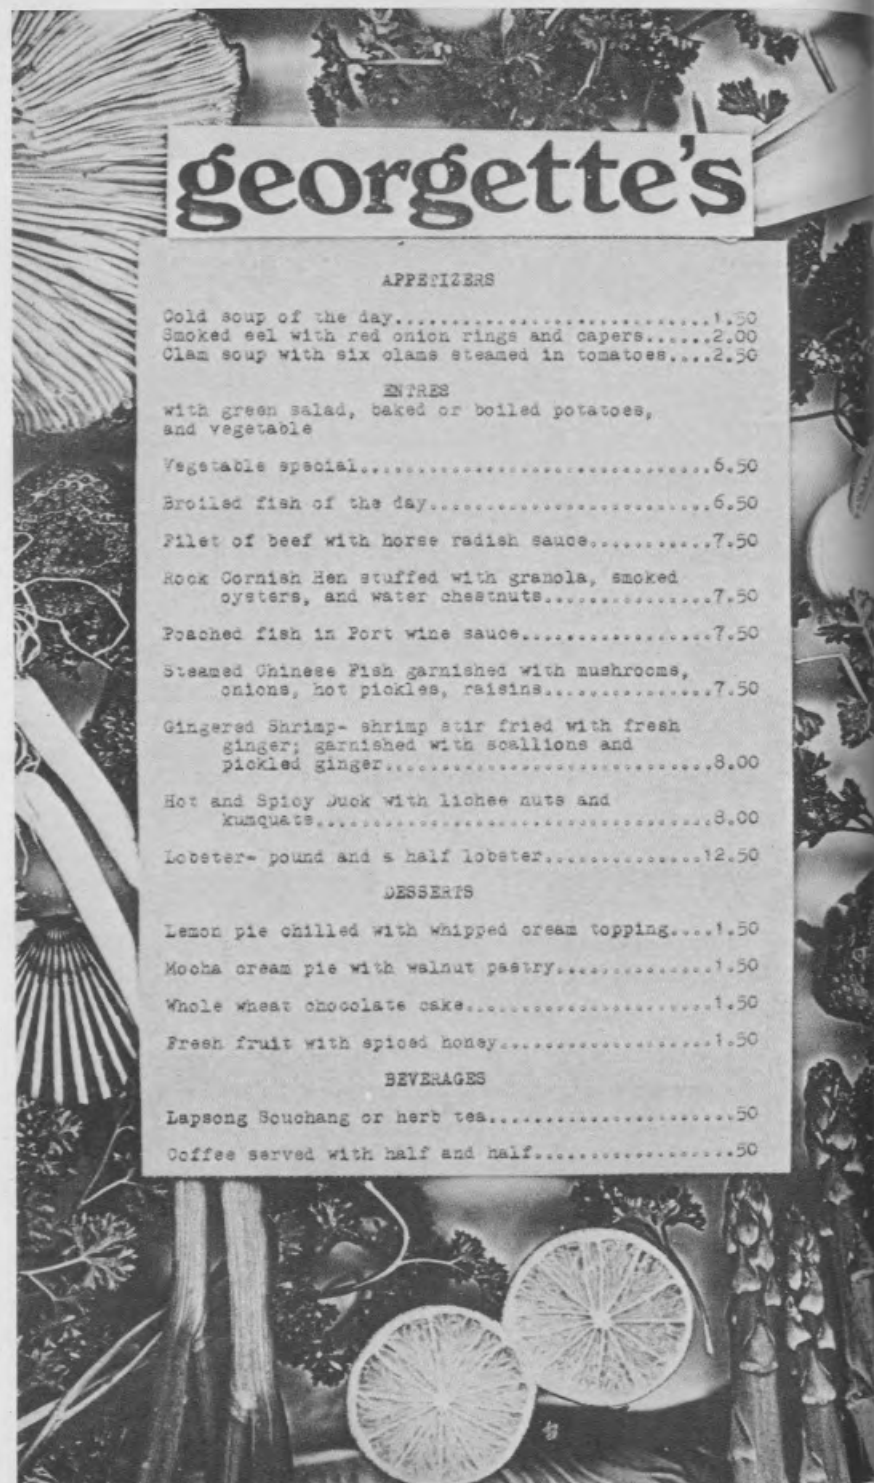 georgette's
APPETIZERS
Cold soup of the day............................1.50
Smoked eel with red onion rings and capers......2.00
Clam soup with six clams steamed in tomatoes....2.50
ENTRES
with green salad, baked or boiled potatoes,
and vegetable
Vegetable special...............................6.50
Broiled fish of the day.........................6.50
Filet of beef with horse radish sauce...........7.50
Rock Cornish Hen stuffed with granola, smoked
oysters, and water chestnuts...............7.50
Poached fish in Port wine sauce.................7.50
Steamed Chinese Fish garnished with mushrooms,
onions, hot pickles, raisins...............7.50
Gingered Shrimp- shrimp stir fried with fresh
ginger; garnished with scallions and
pickled ginger.............................8.00
Hot and Spicy Duck with lichee nuts and
kumquats...................................8.00
Lobster- pound and a half lobster..............12.50
DESSERTS
Lemon pie chilled with whipped cream topping....1.50
Mocha cream pie with walnut pastry..............1.50
Whole wheat chocolate cake......................1.50
Fresh fruit with spiced honey...................1.50
BEVERAGES
Lapsong Souchang or herb tea.....................50
Coffee served with half and half..................50